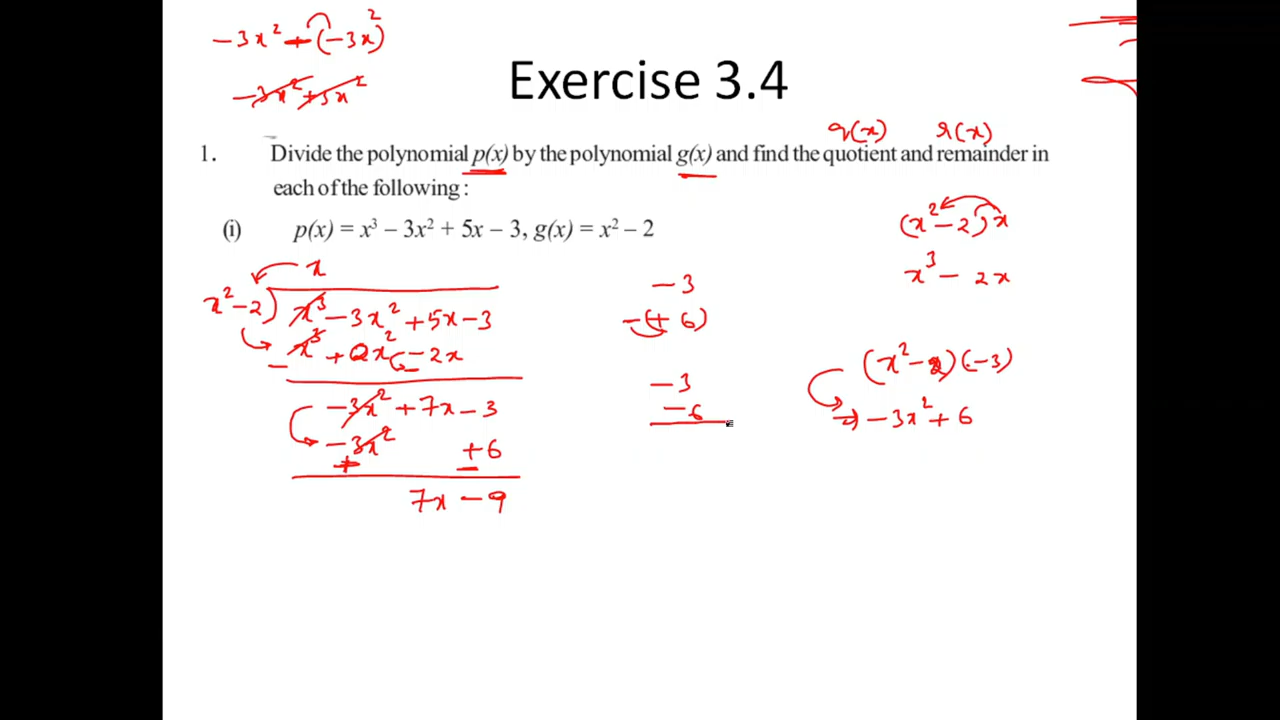 -3x² - (-3x²)
-3x² + 3x²
Exercise 3.4
q(x) r(x)
1. Divide the polynomial p(x) by the polynomial g(x) and find the quotient and remainder in
each of the following :
(i) p(x) = x³ – 3x² + 5x – 3, g(x) = x² – 2
x
x²-2) x³ - 3x² + 5x - 3
x³ + 0x² - 2x
- -
-3x² + 7x - 3
-3x² + 6
+ -
7x - 9
-3
-(+6)
-3
-6
(x²-2)x
x³ - 2x
(x²-2)(-3)
⇒ -3x² + 6